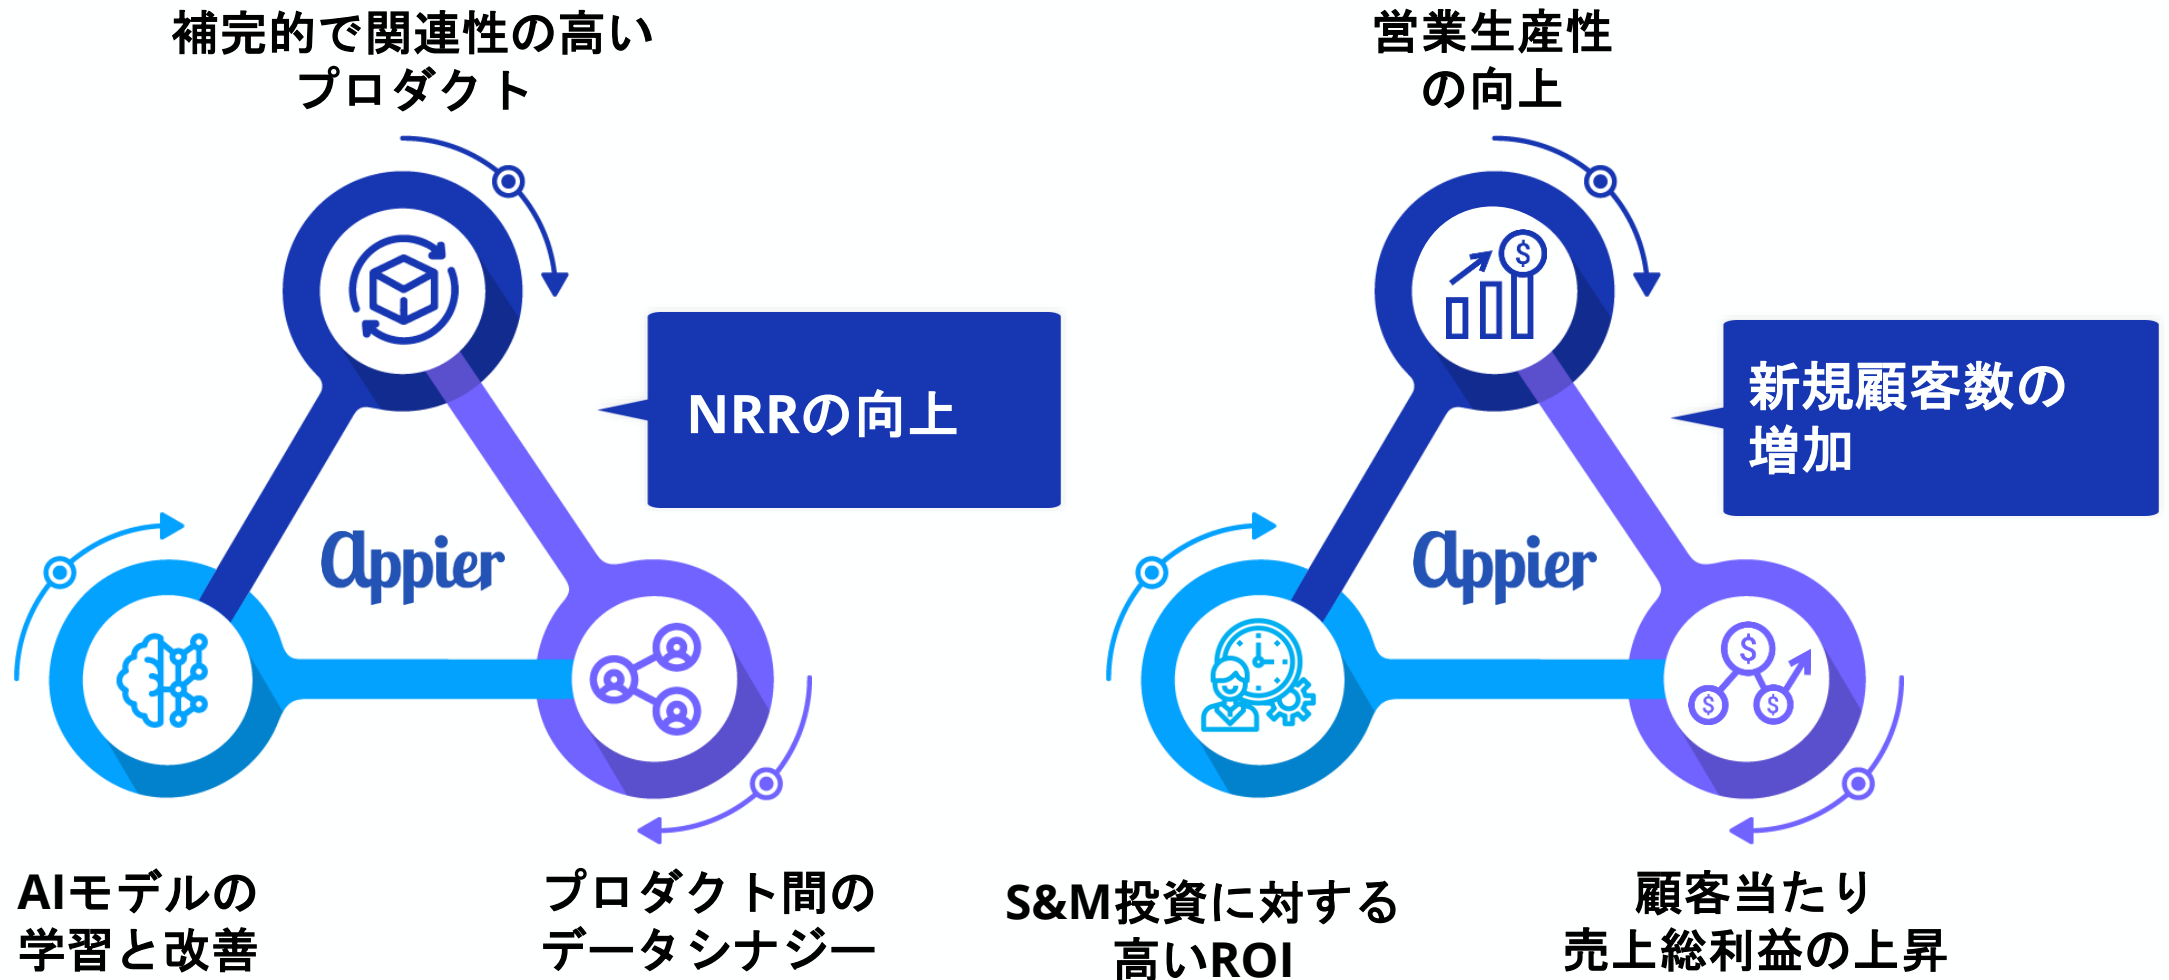 補完的で関連性の高い
プロダクト
NRRの向上
appier
AIモデルの
学習と改善
プロダクト間の
データシナジー
営業生産性
の向上
$
新規顧客数の
増加
appier
$
$
$
S&M投資に対する
高いROI
顧客当たり
売上総利益の上昇